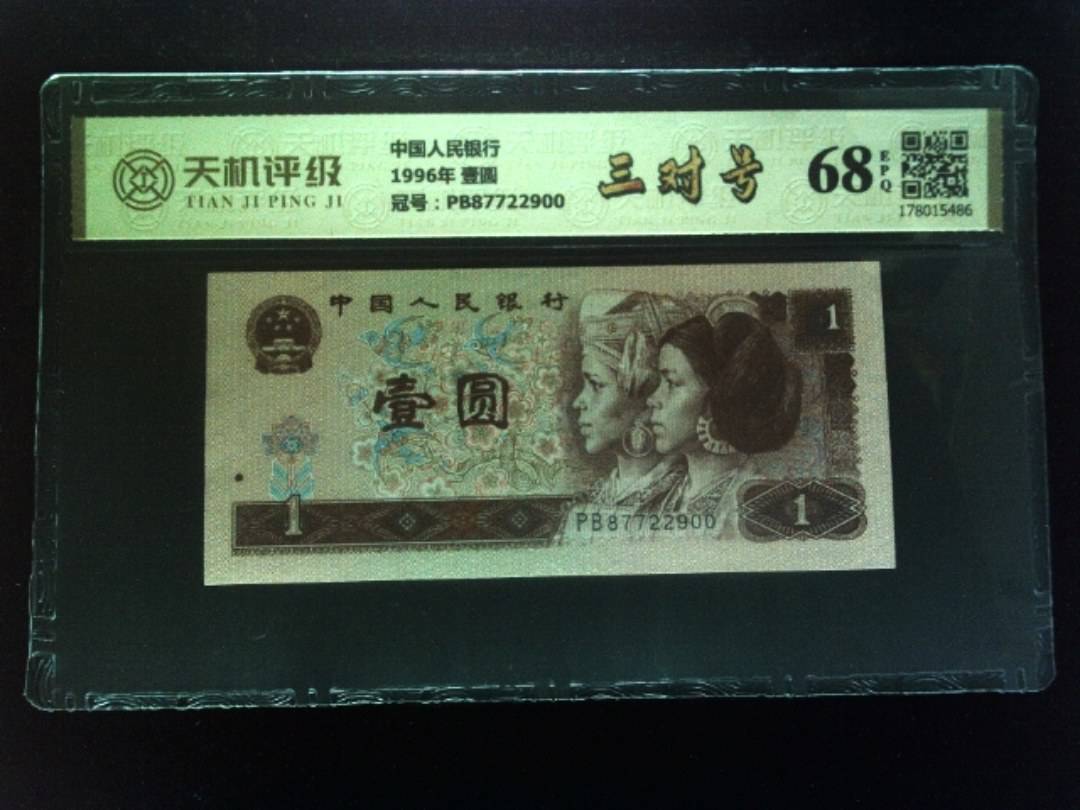 天机评级
TIAN JI PING JI
中国人民银行
1996年 壹圆
冠号：PB87722900
三对号
68
EPQ
178015486
中国人民银行
1
壹圆
1
PB87722900
1